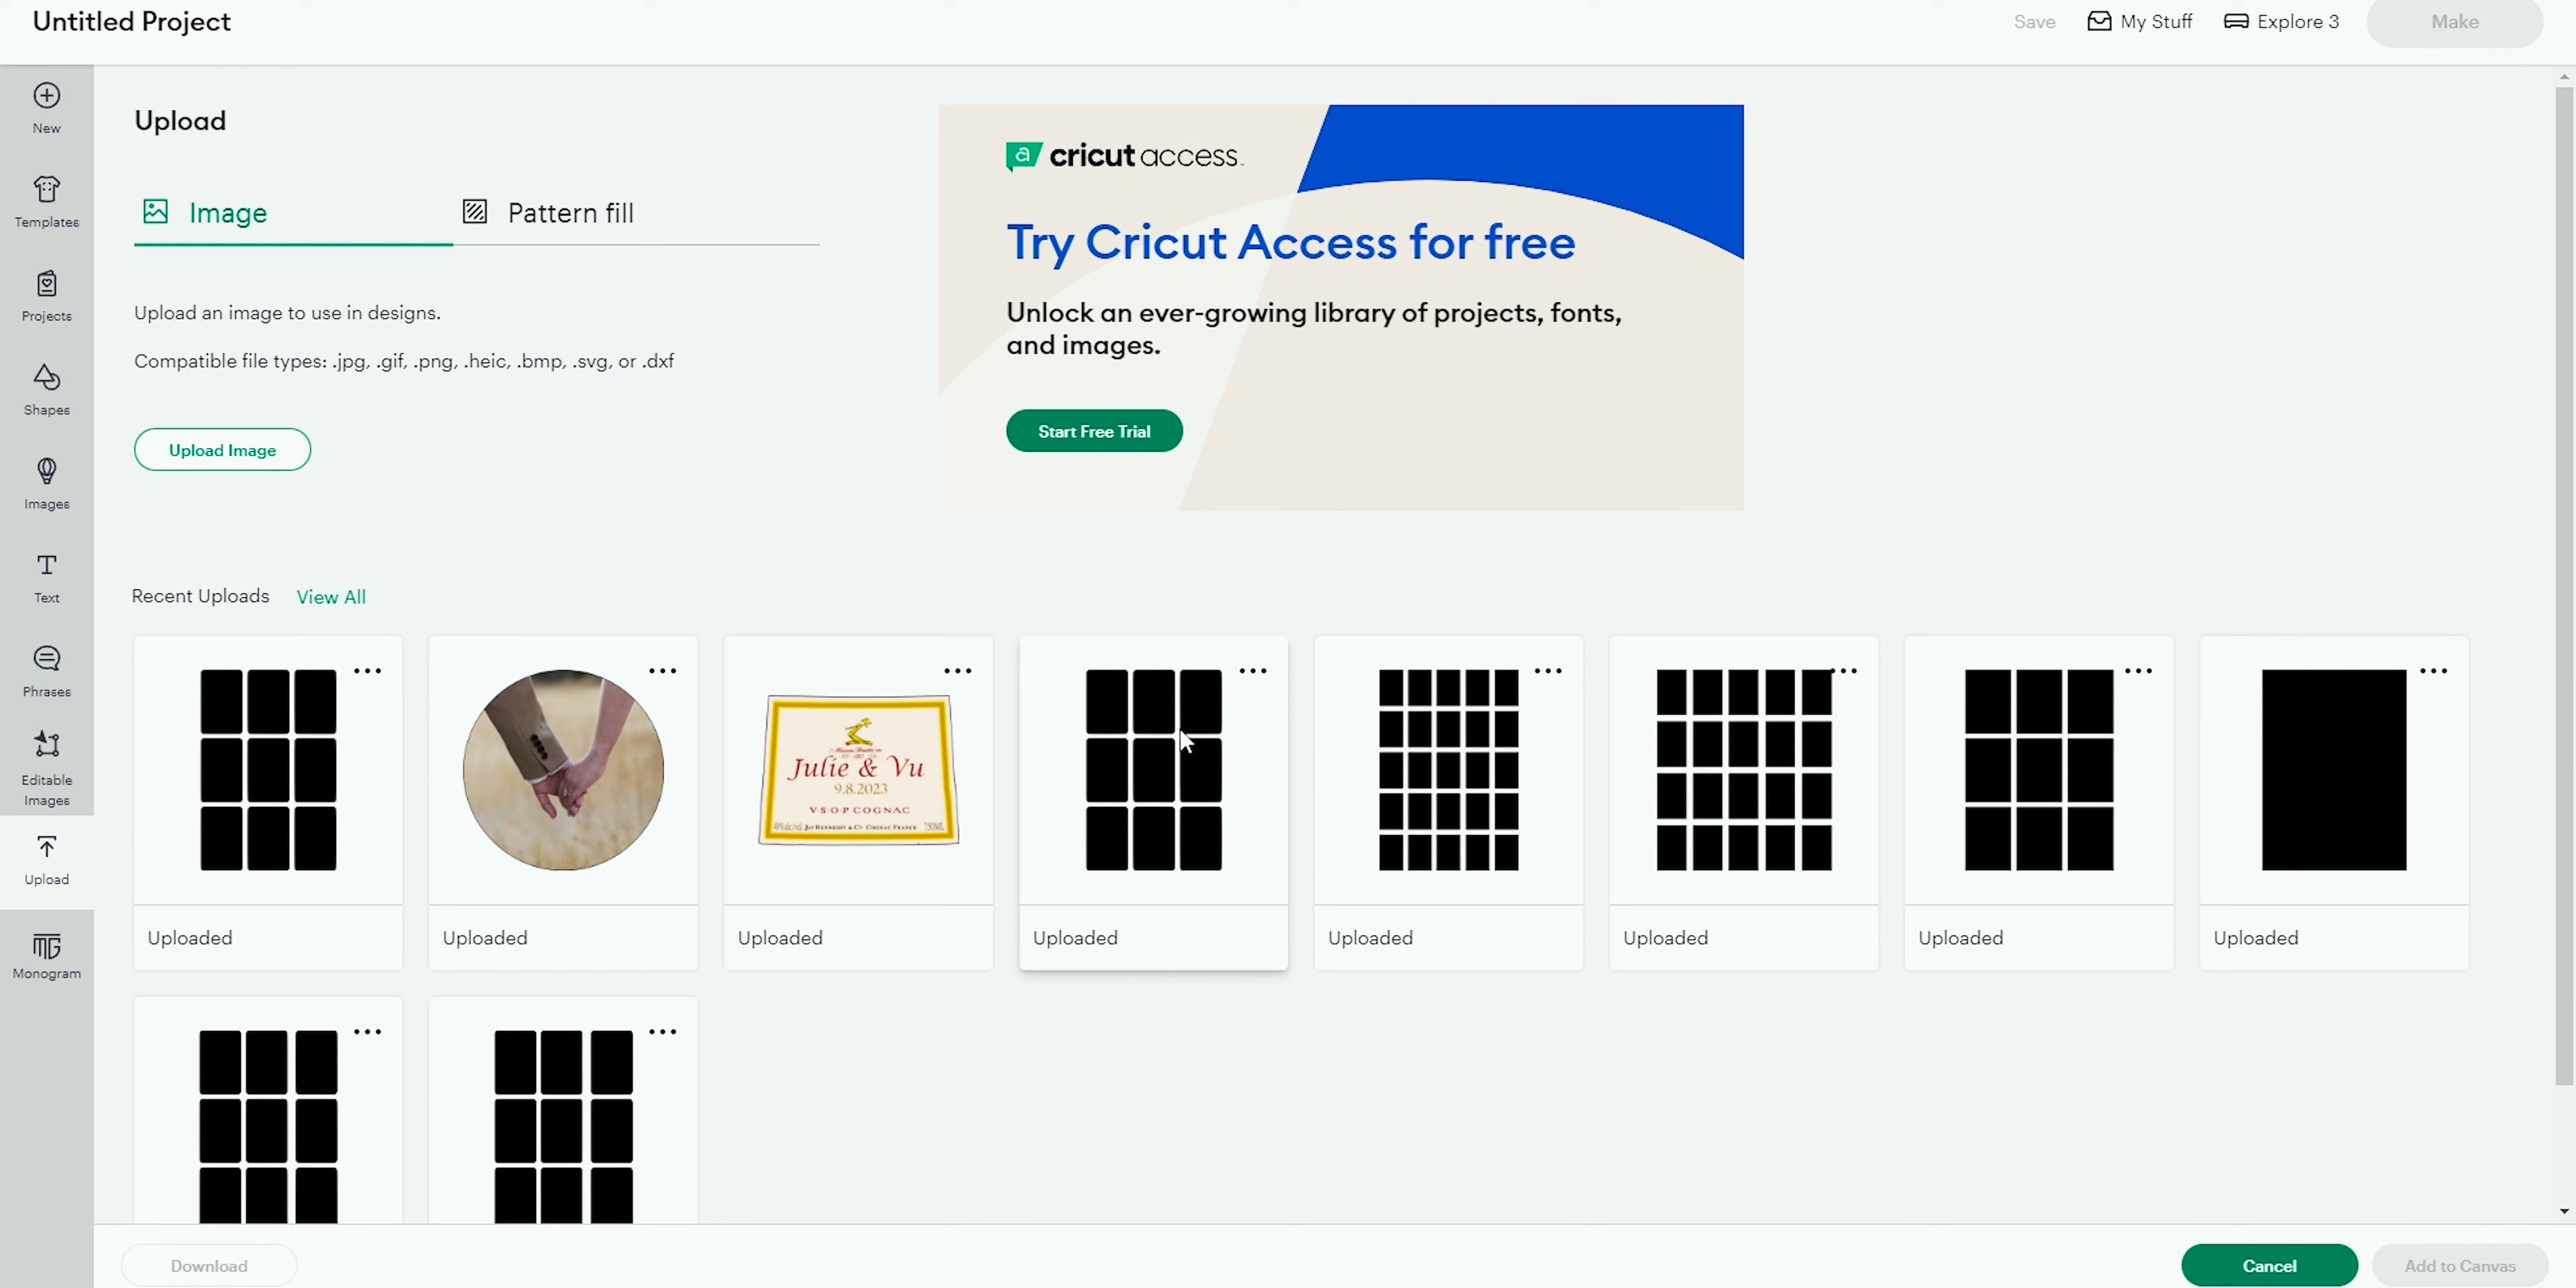 Untitled Project
Save
My Stuff
Explore 3
Make
New
Templates
Projects
Shapes
Images
Text
Phrases
Editable
Images
Upload
Monogram
Upload
Image
Pattern fill
Upload an image to use in designs.
Compatible file types: .jpg, .gif, .png, .heic, .bmp, .svg, or .dxf
Upload Image
a cricut access.
Try Cricut Access for free
Unlock an ever-growing library of projects, fonts,
and images.
Start Free Trial
Recent Uploads
View All
Julie & Vu
9.8.2023
V·S·O·P COGNAC
Uploaded
Uploaded
Uploaded
Uploaded
Uploaded
Uploaded
Uploaded
Uploaded
Download
Cancel
Add to Canvas